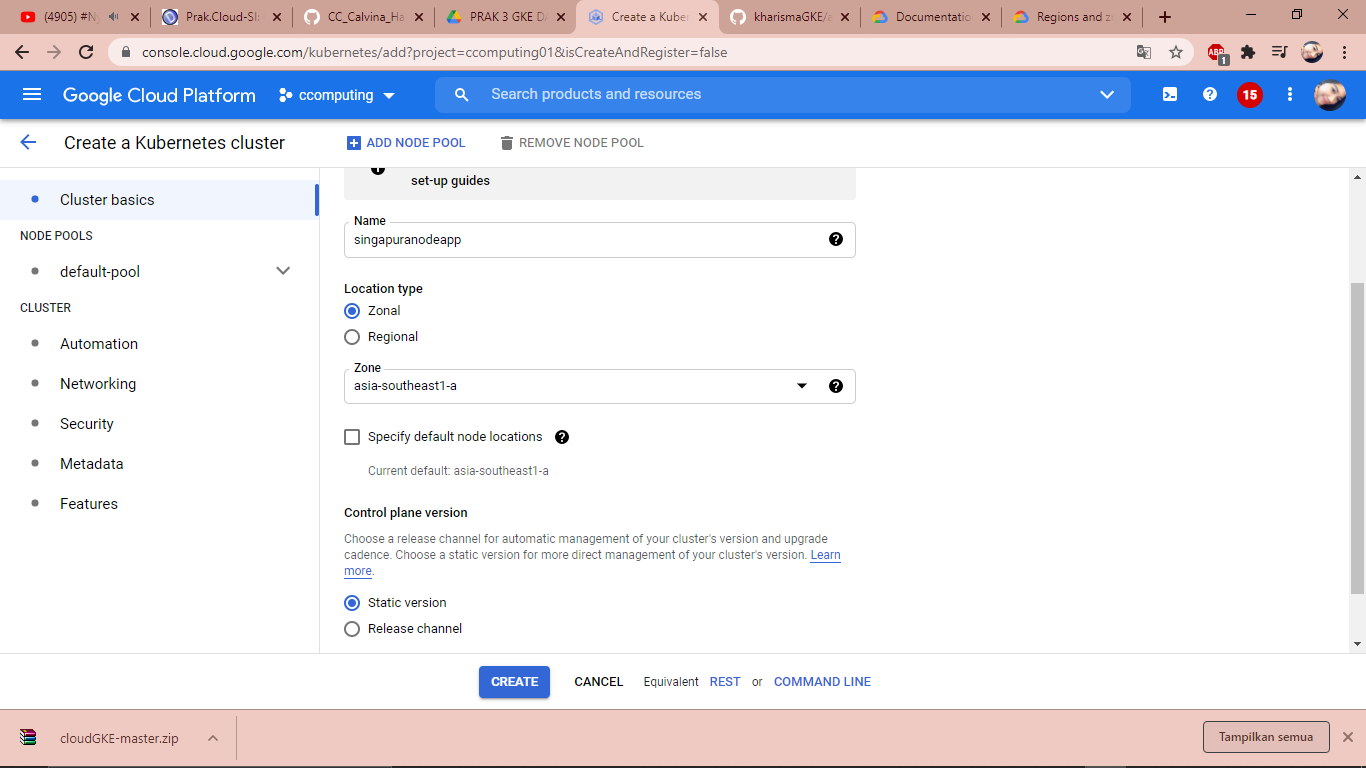 (4905) #N
Prak.Cloud-SI:
CC_Calvina_Ha
PRAK 3 GKE D
Create a Kuber
kharismaGKE/
Documentatio
Regions and z
console.cloud.google.com/kubernetes/add?project=ccomputing01&isCreateAndRegister=false
ABP
1
Google Cloud Platform
ccomputing
Search products and resources
15
Create a Kubernetes cluster
ADD NODE POOL
REMOVE NODE POOL
Cluster basics
NODE POOLS
default-pool
CLUSTER
Automation
Networking
Security
Metadata
Features
set-up guides
Name
singapuranodeapp
Location type
Zonal
Regional
Zone
asia-southeast1-a
Specify default node locations
Current default: asia-southeast1-a
Control plane version
Choose a release channel for automatic management of your cluster's version and upgrade
cadence. Choose a static version for more direct management of your cluster's version. Learn
more.
Static version
Release channel
CREATE
CANCEL
Equivalent REST or COMMAND LINE
cloudGKE-master.zip
Tampilkan semua